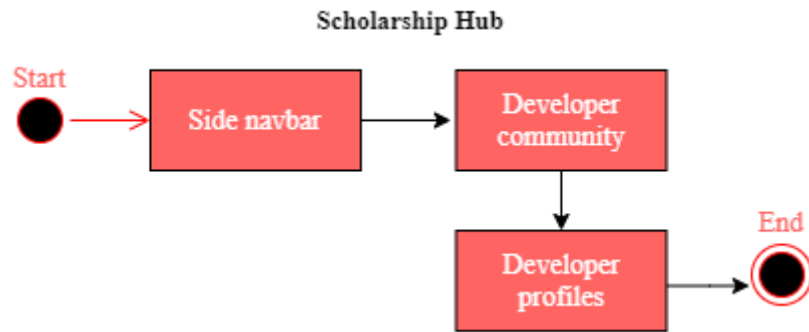 Scholarship Hub
Start
Side navbar
Developer
community
Developer
profiles
End